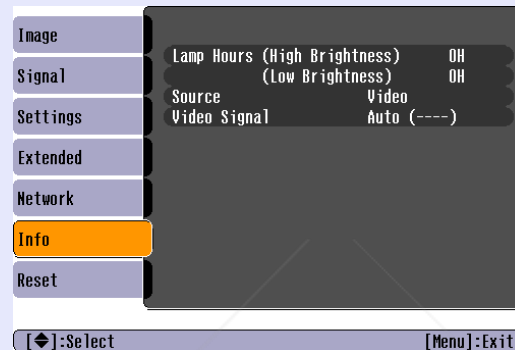 Image
Signal
Settings
Extended
Network
Info
Reset
Lamp Hours (High Brightness) 0H
(Low Brightness) 0H
Source Video
Video Signal Auto (----)
[◆]:Select [Menu]:Exit